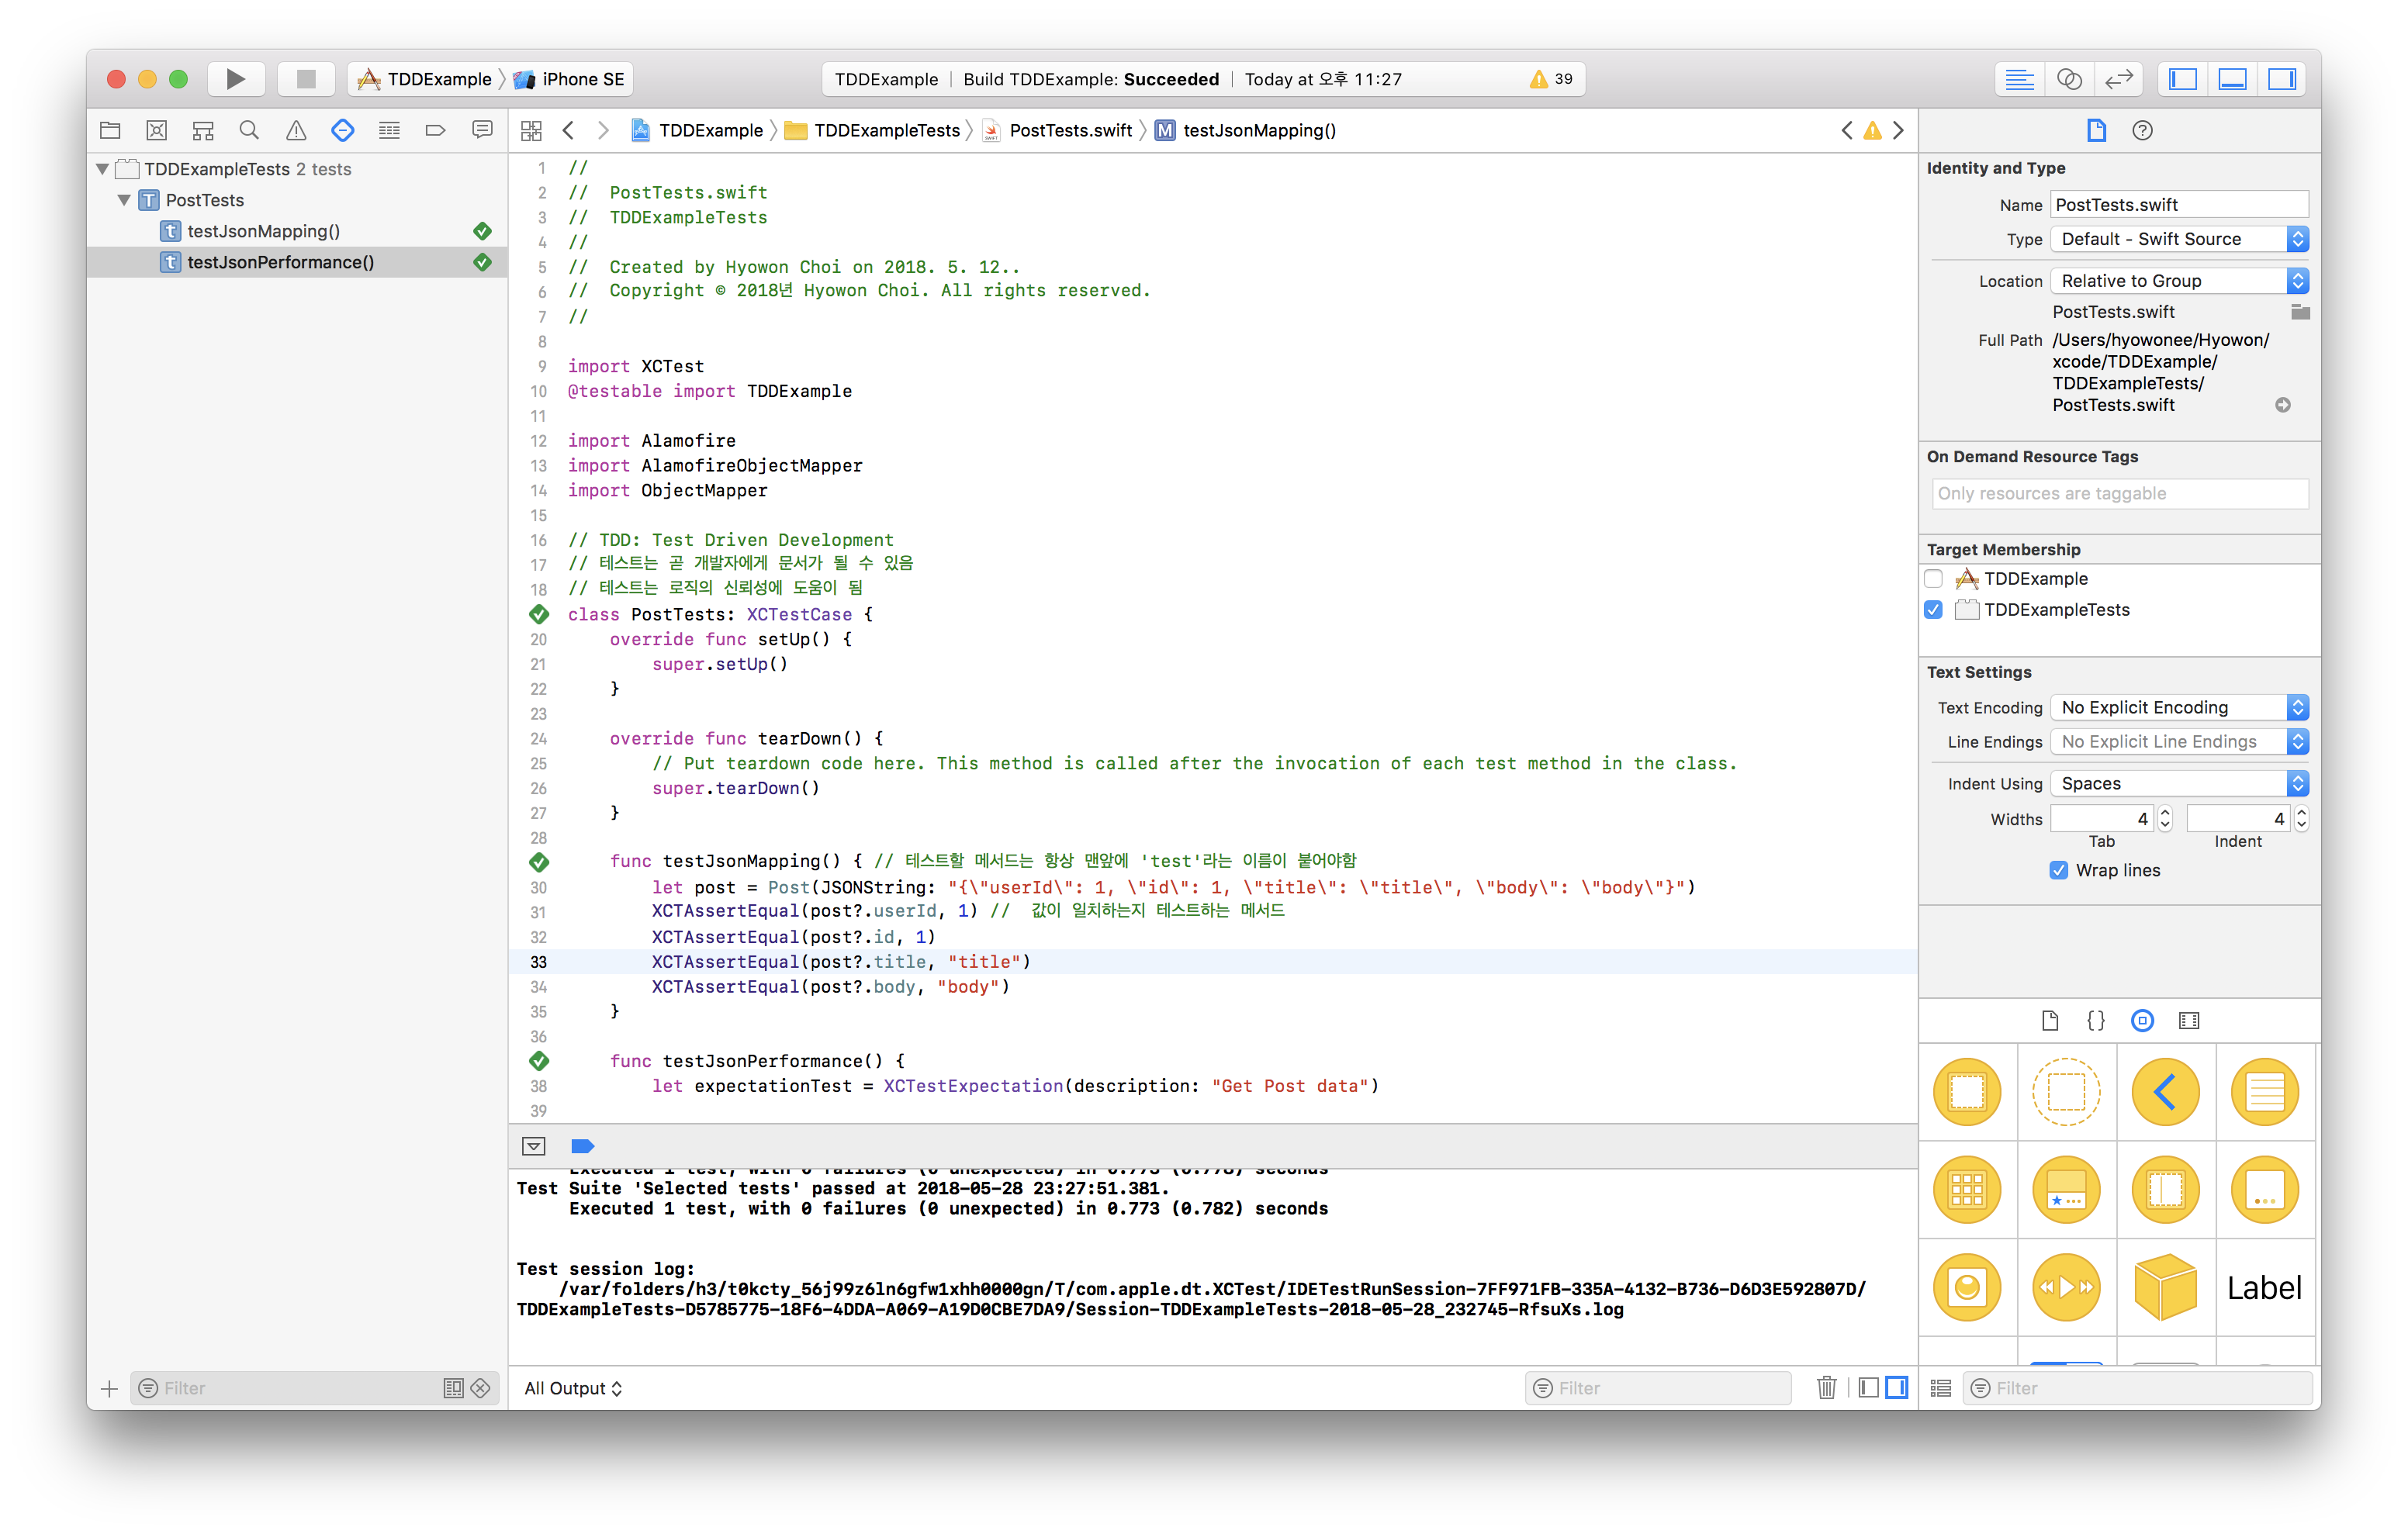 TDDExample iPhone SE
TDDExample Build TDDExample: Succeeded Today at 오후 11:27 39
TDDExampleTests 2 tests
PostTests
testJsonMapping()
testJsonPerformance()
Filter
TDDExample TDDExampleTests PostTests.swift M testJsonMapping()
1 //
2 //  PostTests.swift
3 //  TDDExampleTests
4 //
5 //  Created by Hyowon Choi on 2018. 5. 12..
6 //  Copyright © 2018년 Hyowon Choi. All rights reserved.
7 //
8
9 import XCTest
10 @testable import TDDExample
11
12 import Alamofire
13 import AlamofireObjectMapper
14 import ObjectMapper
15
16 // TDD: Test Driven Development
17 // 테스트는 곧 개발자에게 문서가 될 수 있음
18 // 테스트는 로직의 신뢰성에 도움이 됨
class PostTests: XCTestCase {
20     override func setUp() {
21         super.setUp()
22     }
23
24     override func tearDown() {
25         // Put teardown code here. This method is called after the invocation of each test method in the class.
26         super.tearDown()
27     }
28
    func testJsonMapping() { // 테스트할 메서드는 항상 맨앞에 'test'라는 이름이 붙어야함
30         let post = Post(JSONString: "{\"userId\": 1, \"id\": 1, \"title\": \"title\", \"body\": \"body\"}")
31         XCTAssertEqual(post?.userId, 1) //  값이 일치하는지 테스트하는 메서드
32         XCTAssertEqual(post?.id, 1)
33         XCTAssertEqual(post?.title, "title")
34         XCTAssertEqual(post?.body, "body")
35     }
36
    func testJsonPerformance() {
38         let expectationTest = XCTestExpectation(description: "Get Post data")
39
Executed 1 test, with 0 failures (0 unexpected) in 0.773 (0.778) seconds
Test Suite 'Selected tests' passed at 2018-05-28 23:27:51.381.
Executed 1 test, with 0 failures (0 unexpected) in 0.773 (0.782) seconds
Test session log:
/var/folders/h3/t0kcty_56j99z6ln6gfw1xhh0000gn/T/com.apple.dt.XCTest/IDETestRunSession-7FF971FB-335A-4132-B736-D6D3E592807D/
TDDExampleTests-D5785775-18F6-4DDA-A069-A19D0CBE7DA9/Session-TDDExampleTests-2018-05-28_232745-RfsuXs.log
All Output Filter
Identity and Type
Name PostTests.swift
Type Default - Swift Source
Location Relative to Group
PostTests.swift
Full Path /Users/hyowonee/Hyowon/
xcode/TDDExample/
TDDExampleTests/
PostTests.swift
On Demand Resource Tags
Only resources are taggable
Target Membership
TDDExample
TDDExampleTests
Text Settings
Text Encoding No Explicit Encoding
Line Endings No Explicit Line Endings
Indent Using Spaces
Widths 4 4
Tab Indent
Wrap lines
Label
Filter